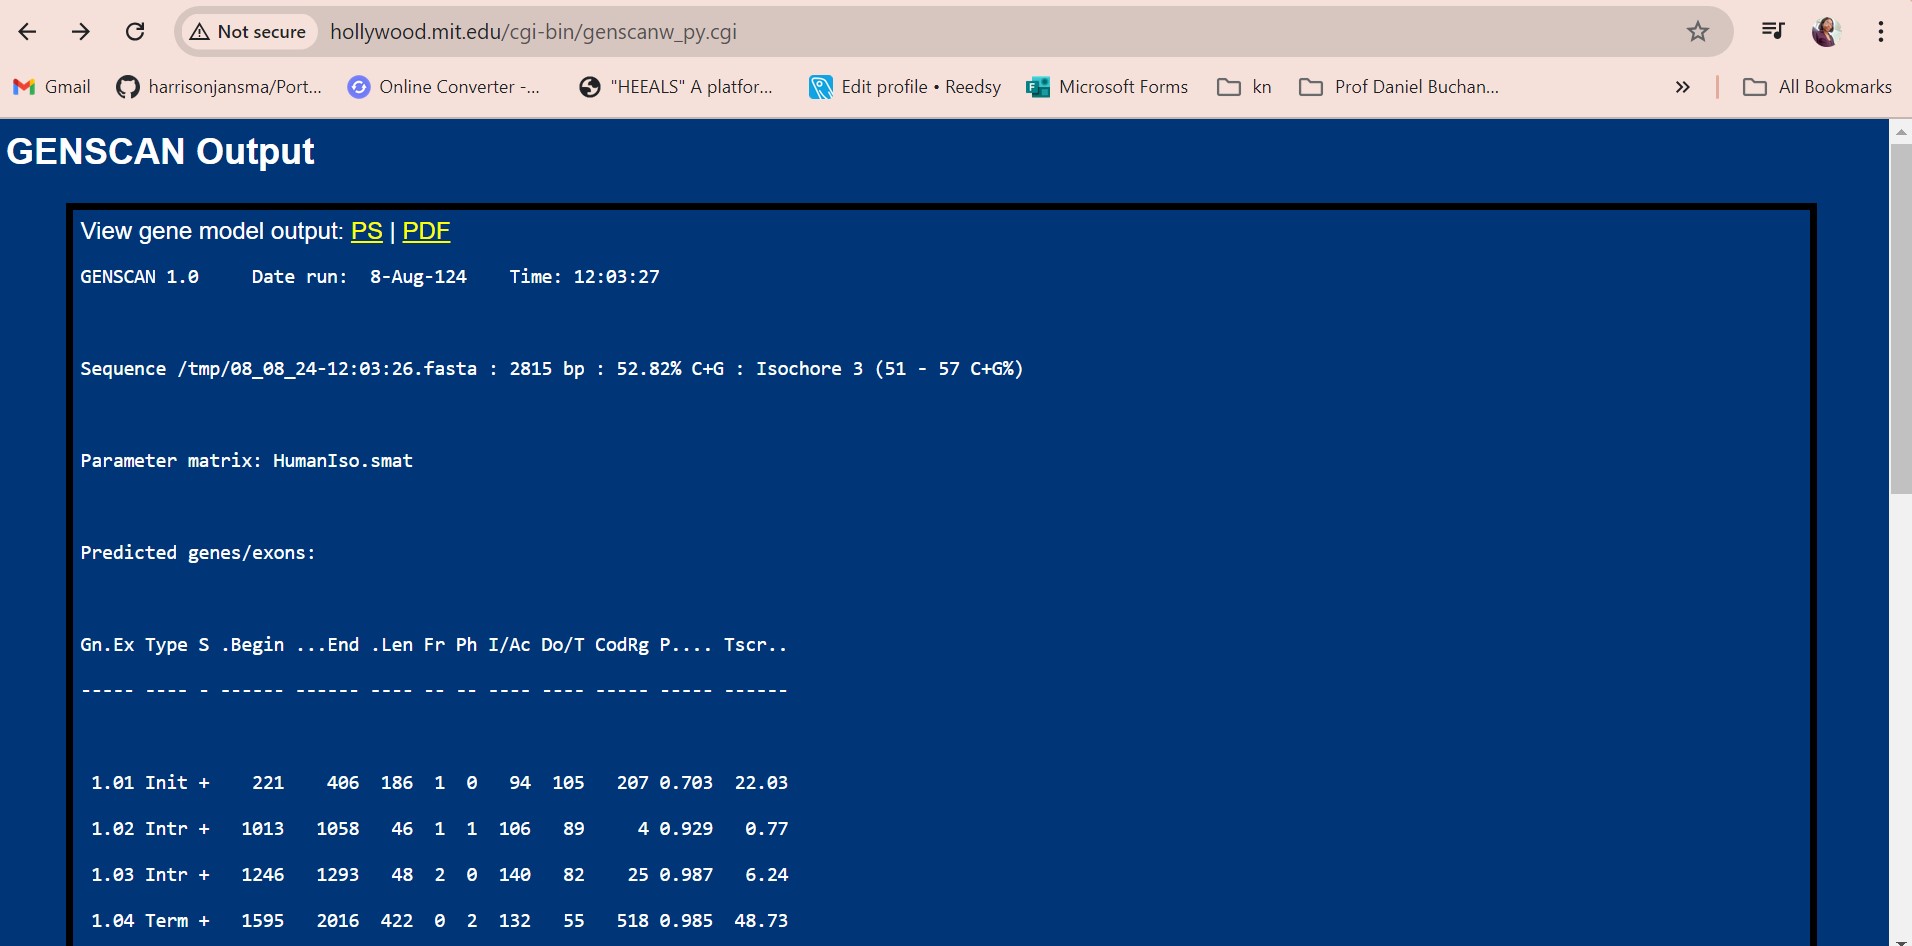 Not secure hollywood.mit.edu/cgi-bin/genscanw_py.cgi
Gmail harrisonjansma/Port... Online Converter -... "HEEALS" A platfor... Edit profile • Reedsy Microsoft Forms kn Prof Daniel Buchan... » All Bookmarks
GENSCAN Output
View gene model output: PS | PDF
GENSCAN 1.0 Date run: 8-Aug-124 Time: 12:03:27
Sequence /tmp/08_08_24-12:03:26.fasta : 2815 bp : 52.82% C+G : Isochore 3 (51 - 57 C+G%)
Parameter matrix: HumanIso.smat
Predicted genes/exons:
Gn.Ex Type S .Begin ...End .Len Fr Ph I/Ac Do/T CodRg P.... Tscr..
----- ---- - ------ ------ ---- -- -- ---- ---- ----- ----- ------
1.01 Init + 221 406 186 1 0 94 105 207 0.703 22.03
1.02 Intr + 1013 1058 46 1 1 106 89 4 0.929 0.77
1.03 Intr + 1246 1293 48 2 0 140 82 25 0.987 6.24
1.04 Term + 1595 2016 422 0 2 132 55 518 0.985 48.73